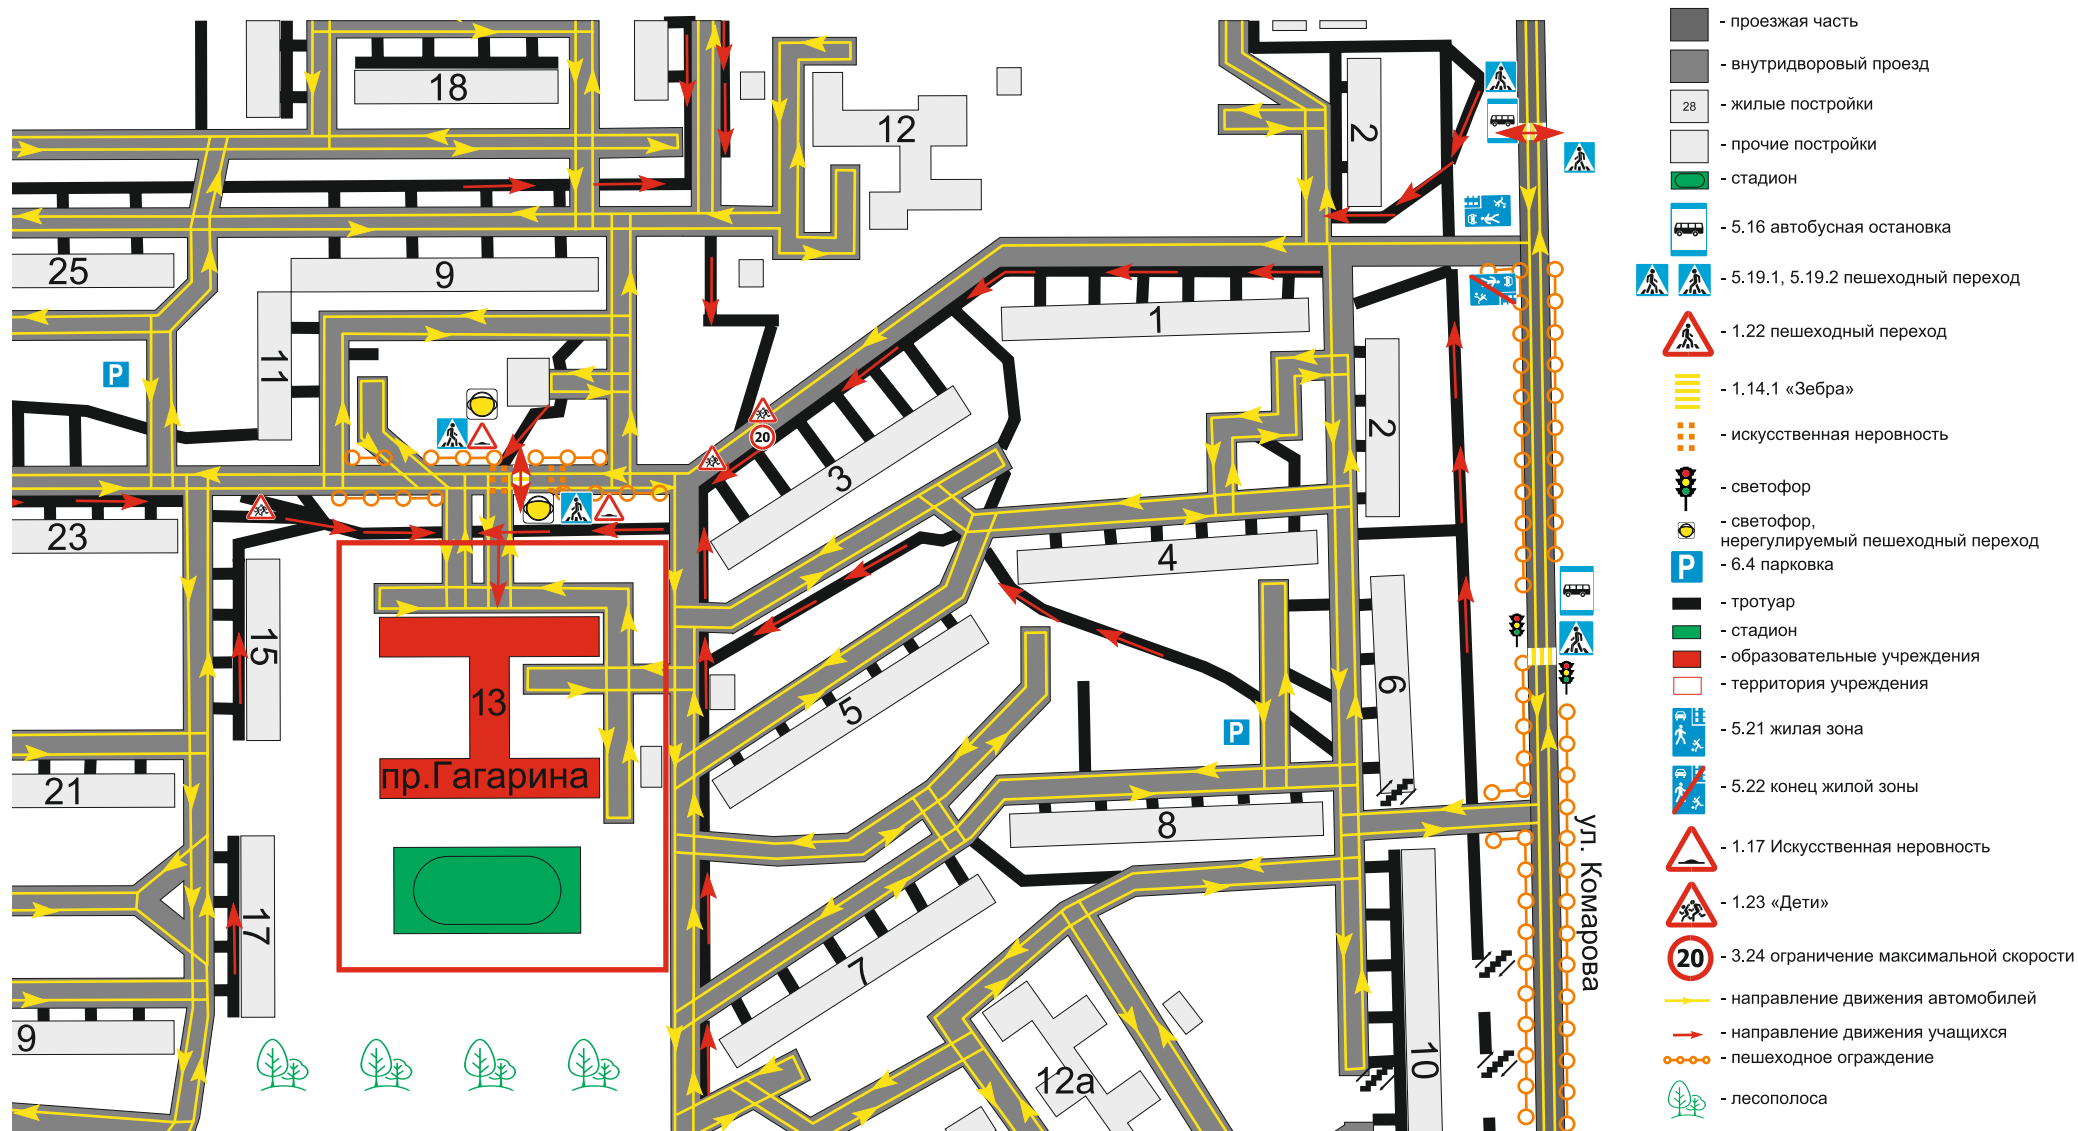 18
12
2
25
9
11
1
2
3
20
23
4
15
13
пр.Гагарина
5
6
P
P
21
8
17
7
9
12а
10
ул. Комарова
- проезжая часть
- внутридворовый проезд
28
- жилые постройки
- прочие постройки
- стадион
- 5.16 автобусная остановка
- 5.19.1, 5.19.2 пешеходный переход
- 1.22 пешеходный переход
- 1.14.1 «Зебра»
- искусственная неровность
- светофор
- светофор,
нерегулируемый пешеходный переход
P
- 6.4 парковка
- тротуар
- стадион
- образовательные учреждения
- территория учреждения
- 5.21 жилая зона
- 5.22 конец жилой зоны
- 1.17 Искусственная неровность
- 1.23 «Дети»
20
- 3.24 ограничение максимальной скорости
- направление движения автомобилей
- направление движения учащихся
- пешеходное ограждение
- лесополоса